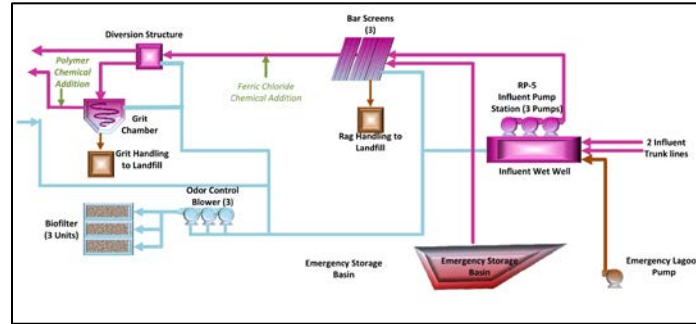 Bar Screens
(3)
Diversion Structure
Polymer
Chemical
Addition
Ferric Chloride
Chemical Addition
RP-5
Influent Pump
Station (3 Pumps)
Grit
Chamber
2 Influent
Trunk lines
Rag Handling to
Landfill
Grit Handling
to Landfill
Influent Wet Well
Odor Control
Blower (3)
Biofilter
(3 Units)
Emergency Storage
Basin
Emergency Storage
Basin
Emergency Lagoo
Pump